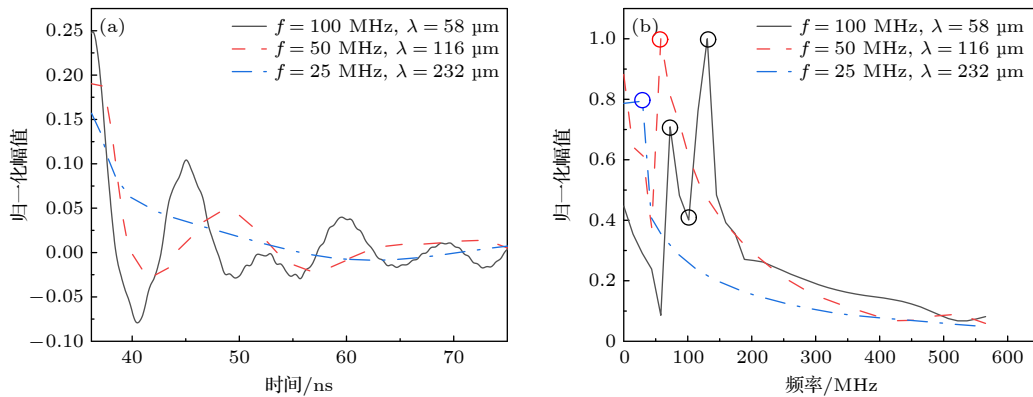 (a)
f = 100 MHz, λ = 58 μm
f = 50 MHz, λ = 116 μm
f = 25 MHz, λ = 232 μm
0.25
0.20
0.15
0.10
0.05
0.00
−0.05
−0.10
归一化幅值
40
50
60
70
时间/ns
(b)
f = 100 MHz, λ = 58 μm
f = 50 MHz, λ = 116 μm
f = 25 MHz, λ = 232 μm
1.0
0.8
0.6
0.4
0.2
0
归一化幅值
0
100
200
300
400
500
600
频率/MHz